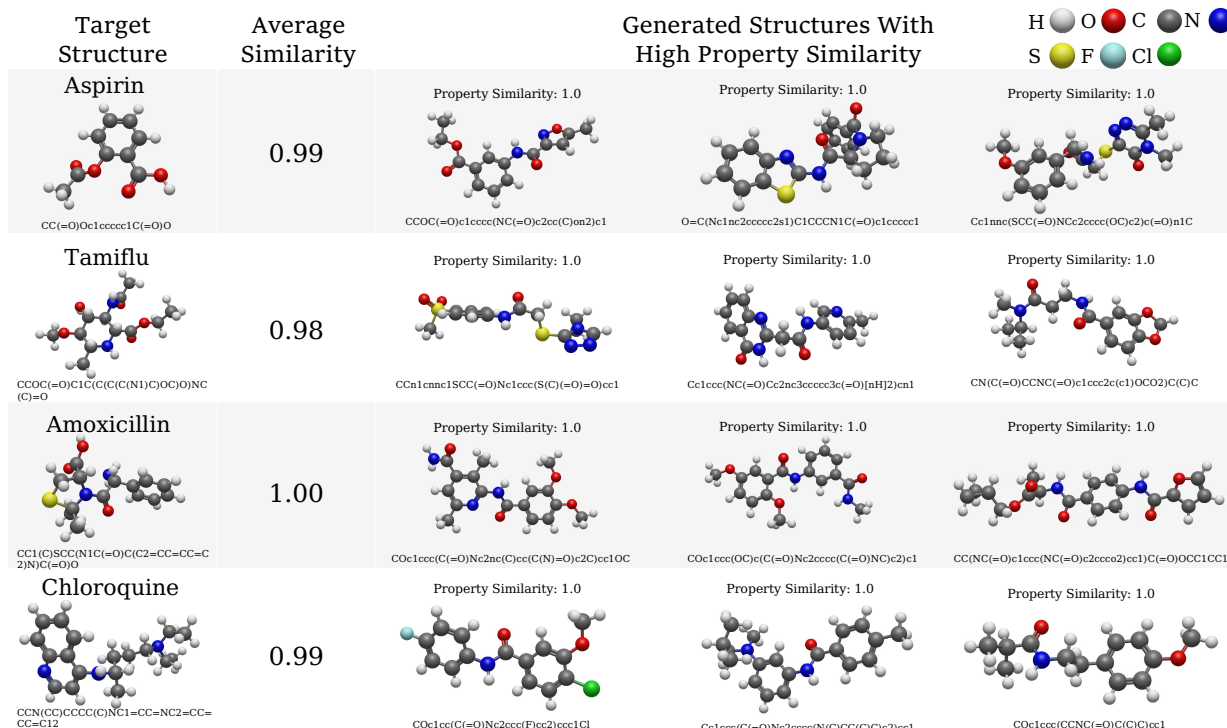 Target Structure
Average Similarity
Generated Structures With High Property Similarity
H O C N
S F Cl
Aspirin
CC(=O)Oc1ccccc1C(=O)O
0.99
Property Similarity: 1.0
CCOC(=O)c1cccc(NC(=O)c2cc(C)on2)c1
Property Similarity: 1.0
O=C(Nc1nc2ccccc2s1)C1CCCN1C(=O)c1ccccc1
Property Similarity: 1.0
Cc1nnc(SCC(=O)NCc2cccc(OC)c2)c(=O)n1C
Tamiflu
CCOC(=O)C1C(C(C(C(N1)C)OC)O)NC
(C)=O
0.98
Property Similarity: 1.0
CCn1cnnc1SCC(=O)Nc1ccc(S(C)(=O)=O)cc1
Property Similarity: 1.0
Cc1ccc(NC(=O)Cc2nc3ccccc3c(=O)[nH]2)cn1
Property Similarity: 1.0
CN(C(=O)CCNC(=O)c1ccc2c(c1)OCO2)C(C)C
Amoxicillin
CC1(C)SCC(N1C(=O)C(C2=CC=CC=C
2)N)C(=O)O
1.00
Property Similarity: 1.0
COc1ccc(C(=O)Nc2nc(C)cc(C(N)=O)c2C)cc1OC
Property Similarity: 1.0
COc1ccc(OC)c(C(=O)Nc2cccc(C(=O)NC)c2)c1
Property Similarity: 1.0
CC(NC(=O)c1ccc(NC(=O)c2ccco2)cc1)C(=O)OCC1CC1
Chloroquine
CCN(CC)CCCC(C)NC1=CC=NC2=CC=
CC=C12
0.99
Property Similarity: 1.0
COc1cc(C(=O)Nc2ccc(F)cc2)ccc1Cl
Property Similarity: 1.0
Cc1ccc(C(=O)Nc2cccc(N(C)CC(C)C)c2)cc1
Property Similarity: 1.0
COc1ccc(CCNC(=O)C(C)C)cc1